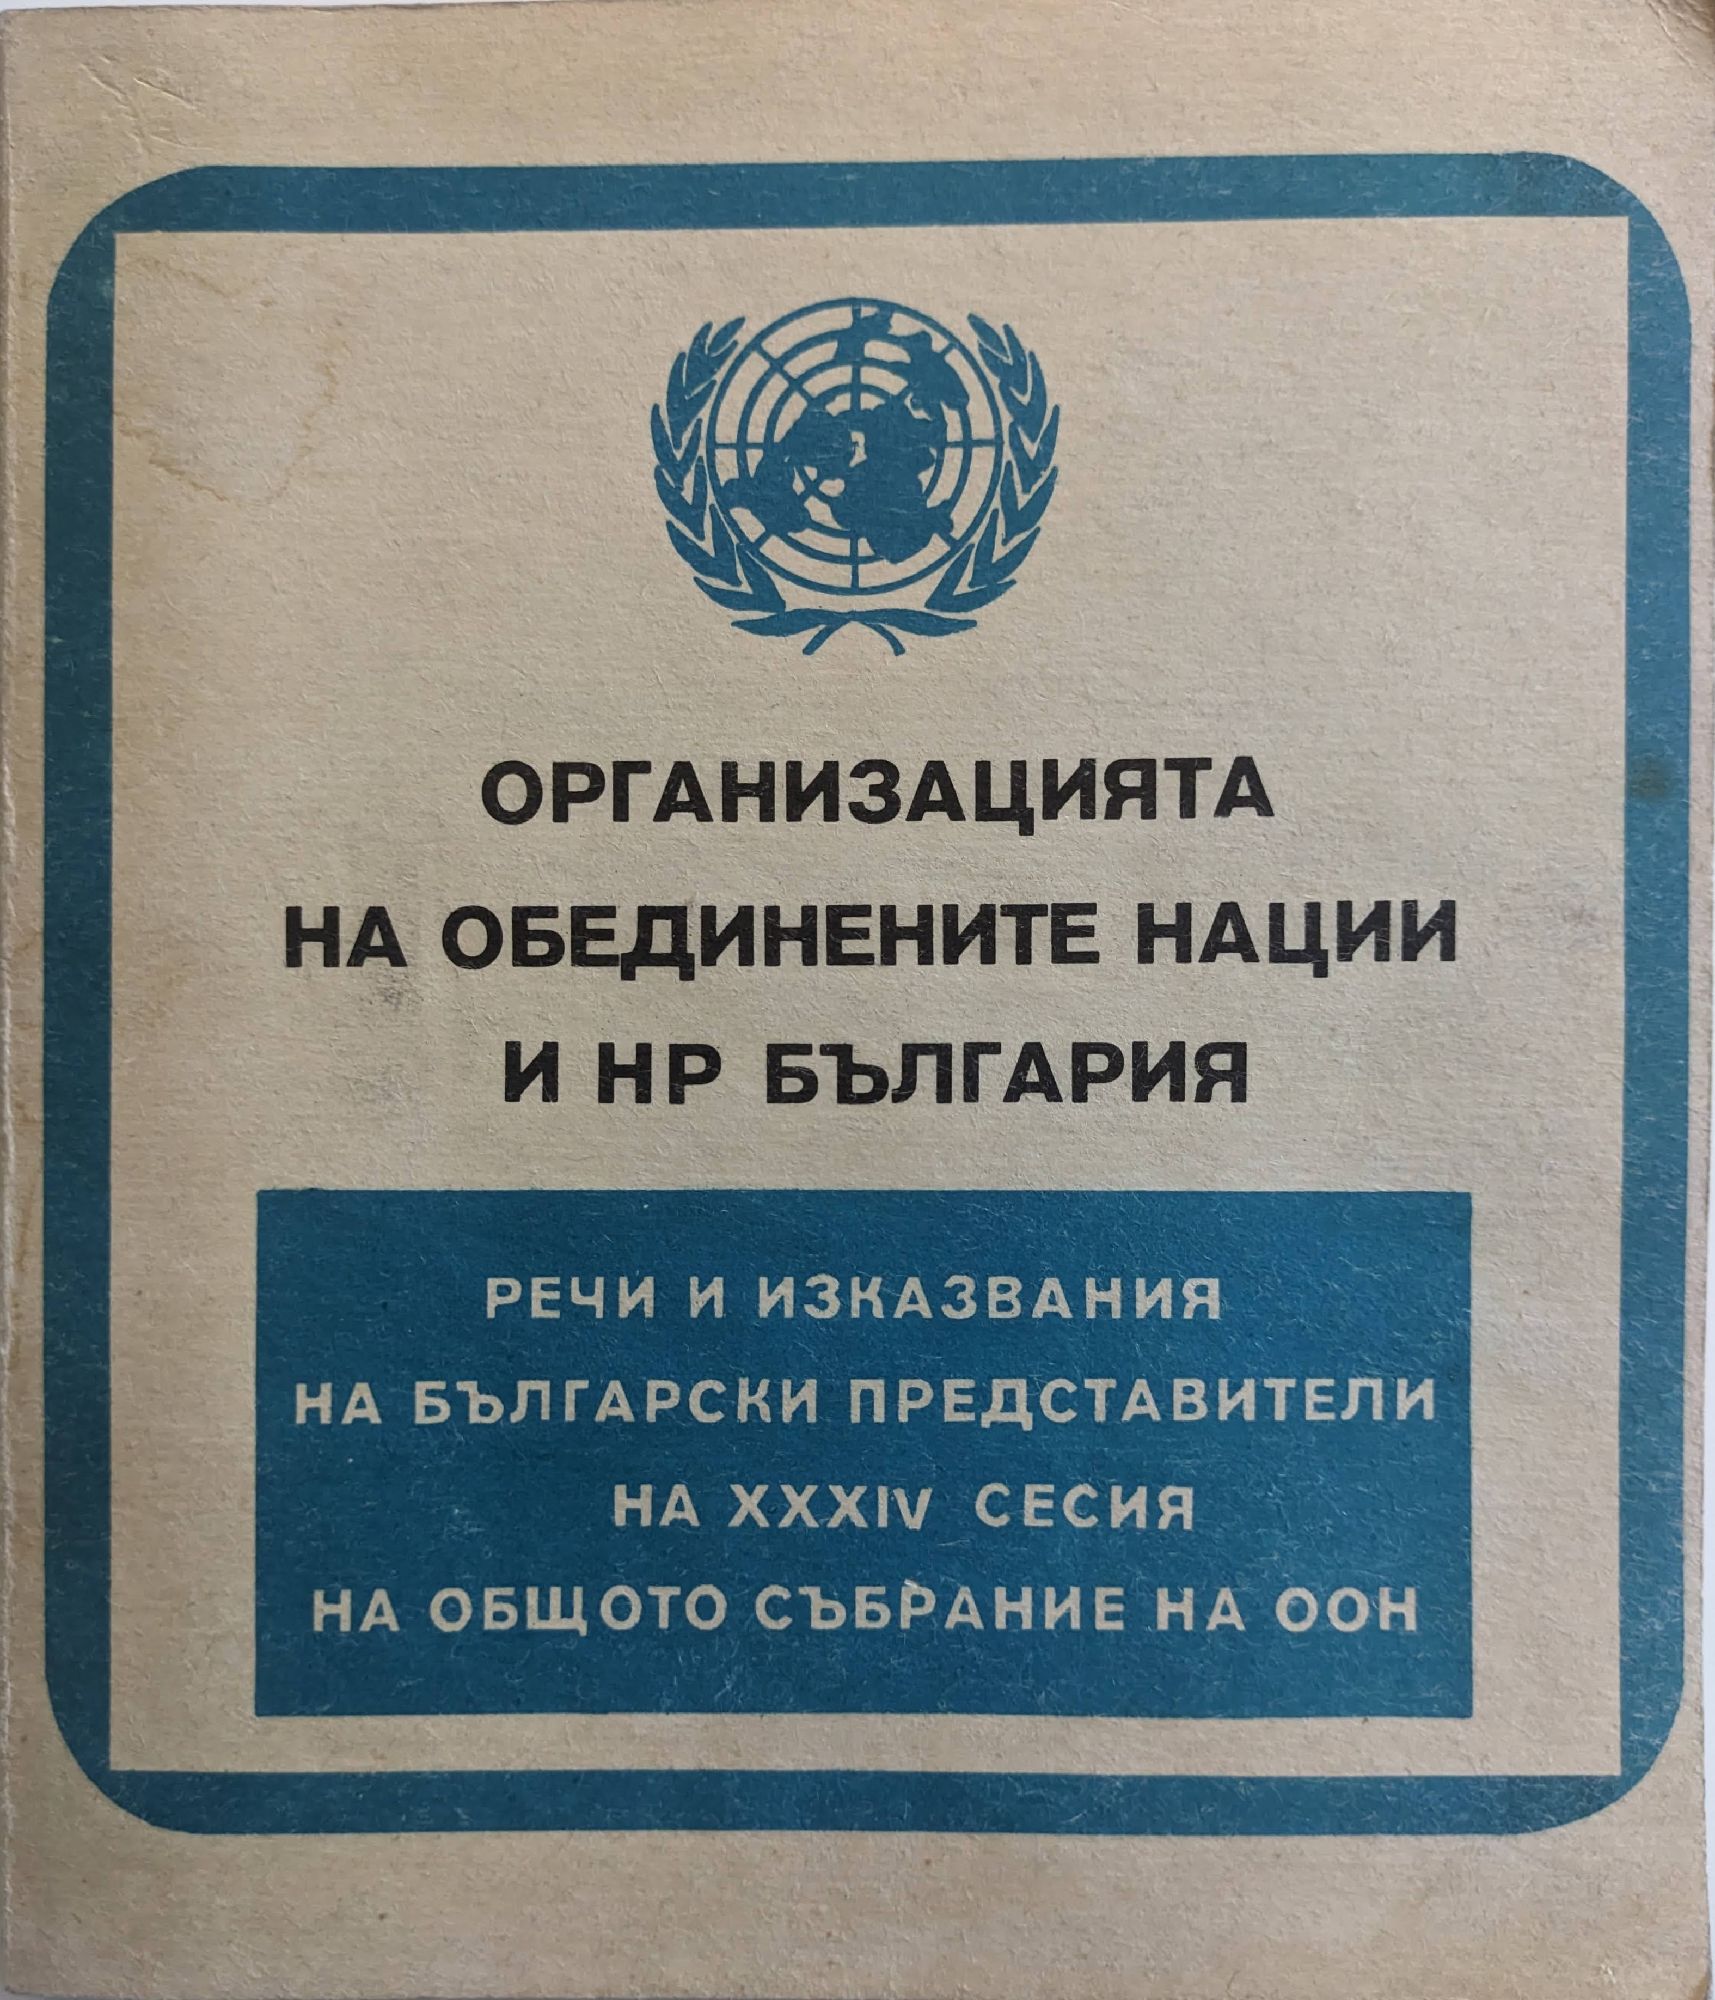 ОРГАНИЗАЦИЯТА
НА ОБЕДИНЕНИТЕ НАЦИИ
И НР БЪЛГАРИЯ
РЕЧИ И ИЗКАЗВАНИЯ
НА БЪЛГАРСКИ ПРЕДСТАВИТЕЛИ
НА XXXIV СЕСИЯ
НА ОБЩОТО СЪБРАНИЕ НА ООН